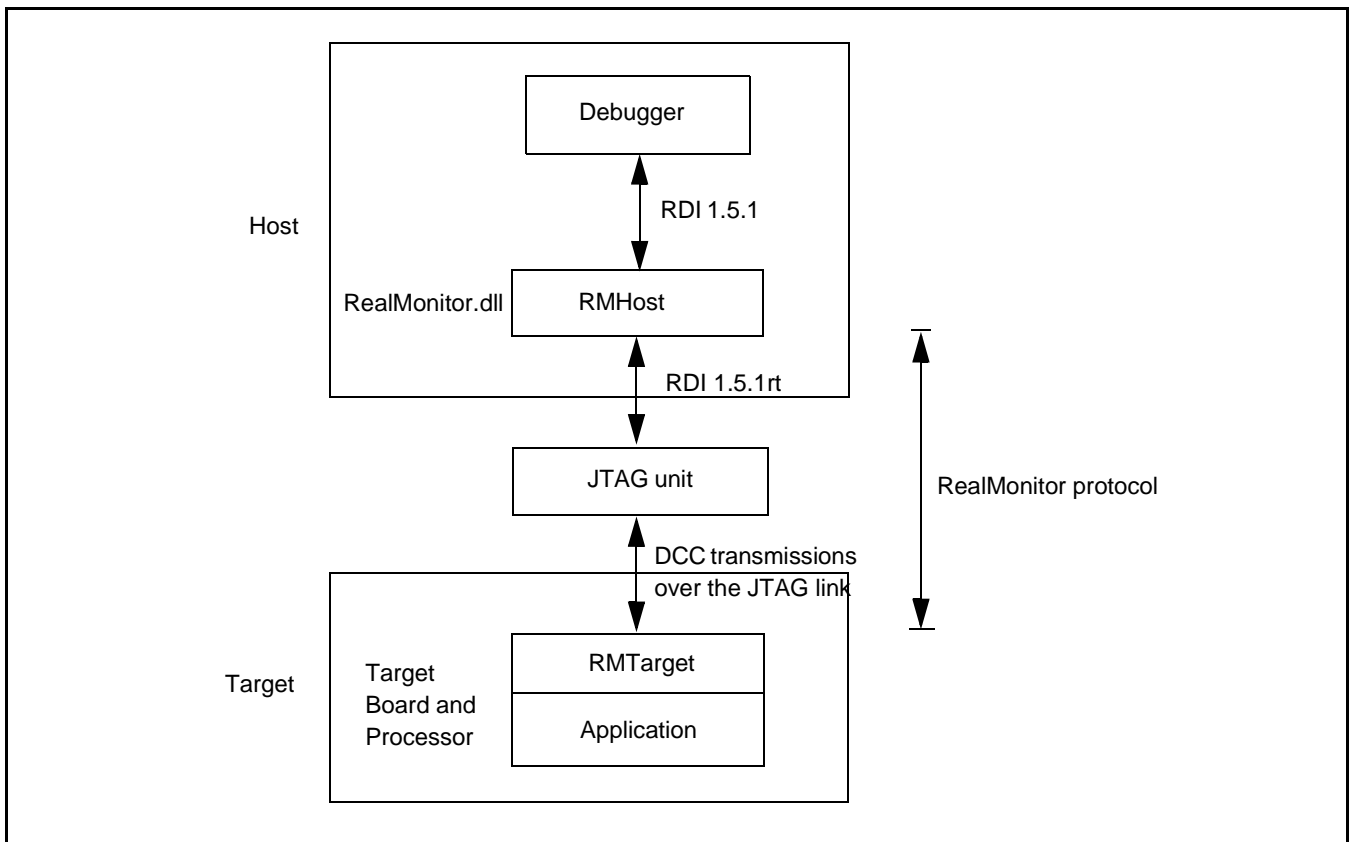 Debugger
RDI 1.5.1
Host
RealMonitor.dll
RMHost
RDI 1.5.1rt
JTAG unit
RealMonitor protocol
DCC transmissions
over the JTAG link
RMTarget
Target
Target
Board and
Processor
Application